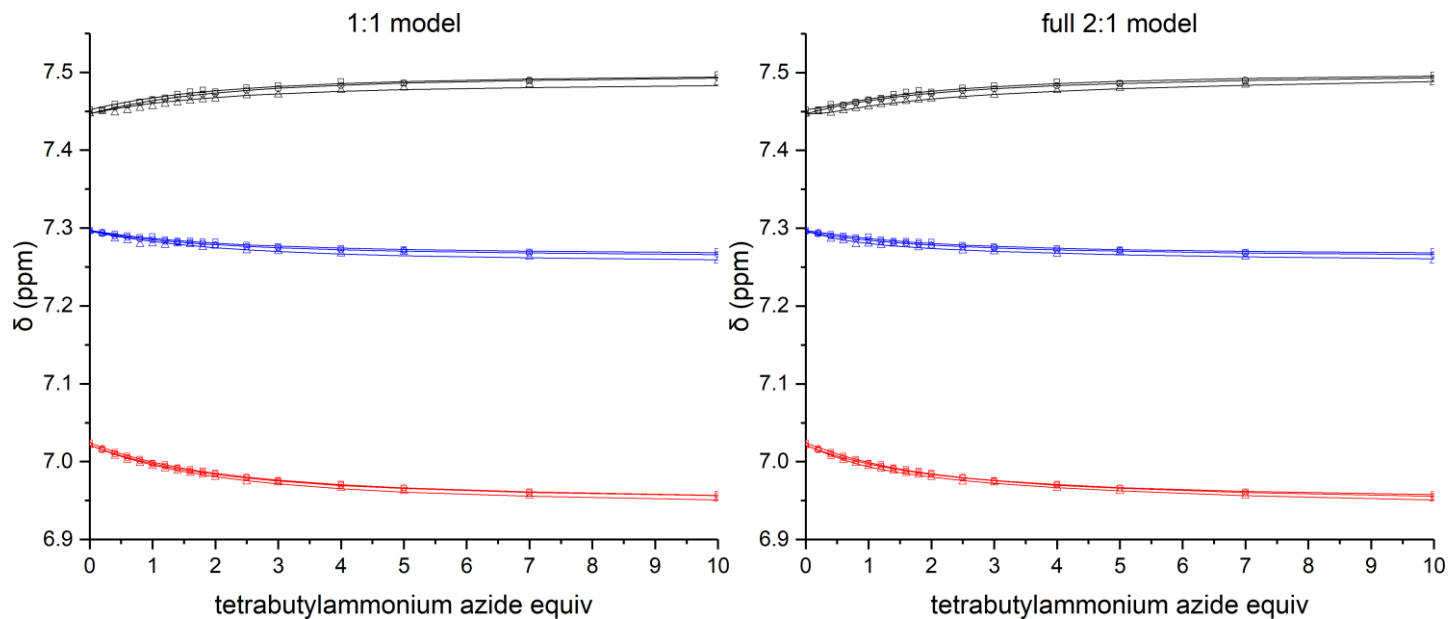 1:1 model
δ (ppm)
7.5
7.4
7.3
7.2
7.1
7.0
6.9
0 1 2 3 4 5 6 7 8 9 10
tetrabutylammonium azide equiv
full 2:1 model
δ (ppm)
7.5
7.4
7.3
7.2
7.1
7.0
6.9
0 1 2 3 4 5 6 7 8 9 10
tetrabutylammonium azide equiv